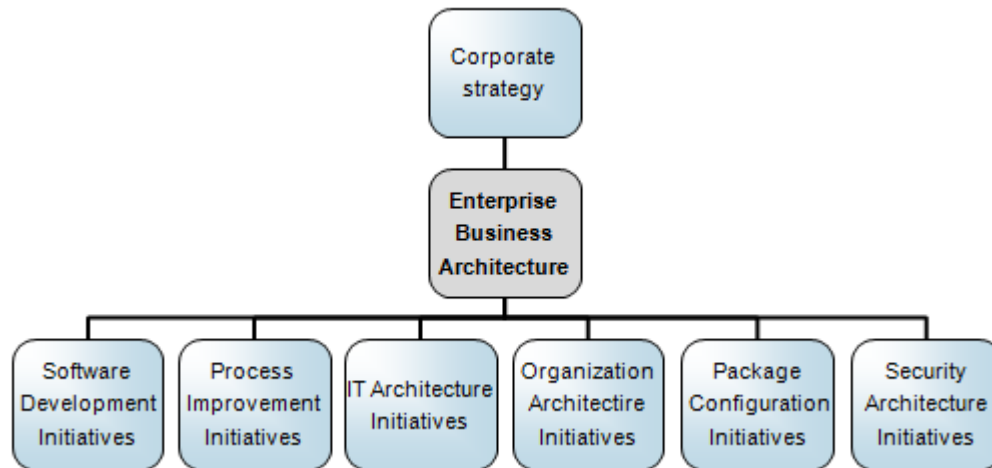 Corporate
strategy
Enterprise
Business
Architecture
Software
Development
Initiatives
Process
Improvement
Initiatives
IT Architecture
Initiatives
Organization
Architectire
Initiatives
Package
Configuration
Initiatives
Security
Architecture
Initiatives